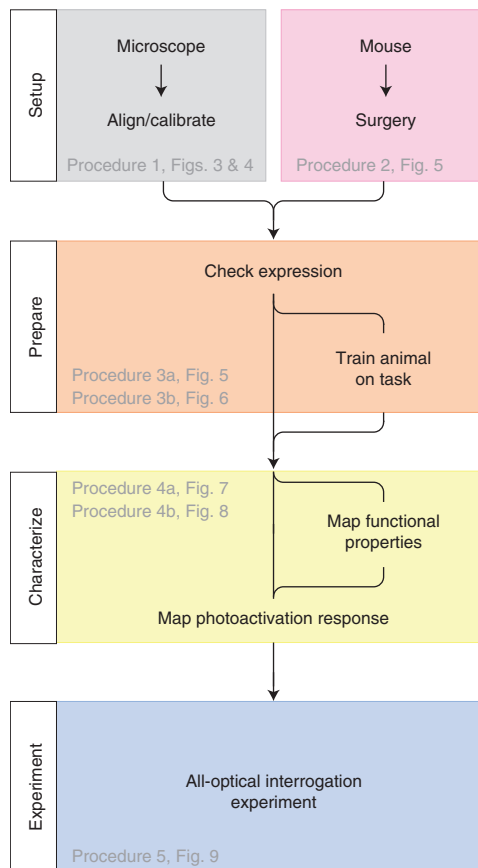 Setup
Microscope
Align/calibrate
Procedure 1, Figs. 3 & 4
Mouse
Surgery
Procedure 2, Fig. 5
Prepare
Check expression
Train animal
on task
Procedure 3a, Fig. 5
Procedure 3b, Fig. 6
Characterize
Procedure 4a, Fig. 7
Procedure 4b, Fig. 8
Map functional
properties
Map photoactivation response
Experiment
All-optical interrogation
experiment
Procedure 5, Fig. 9